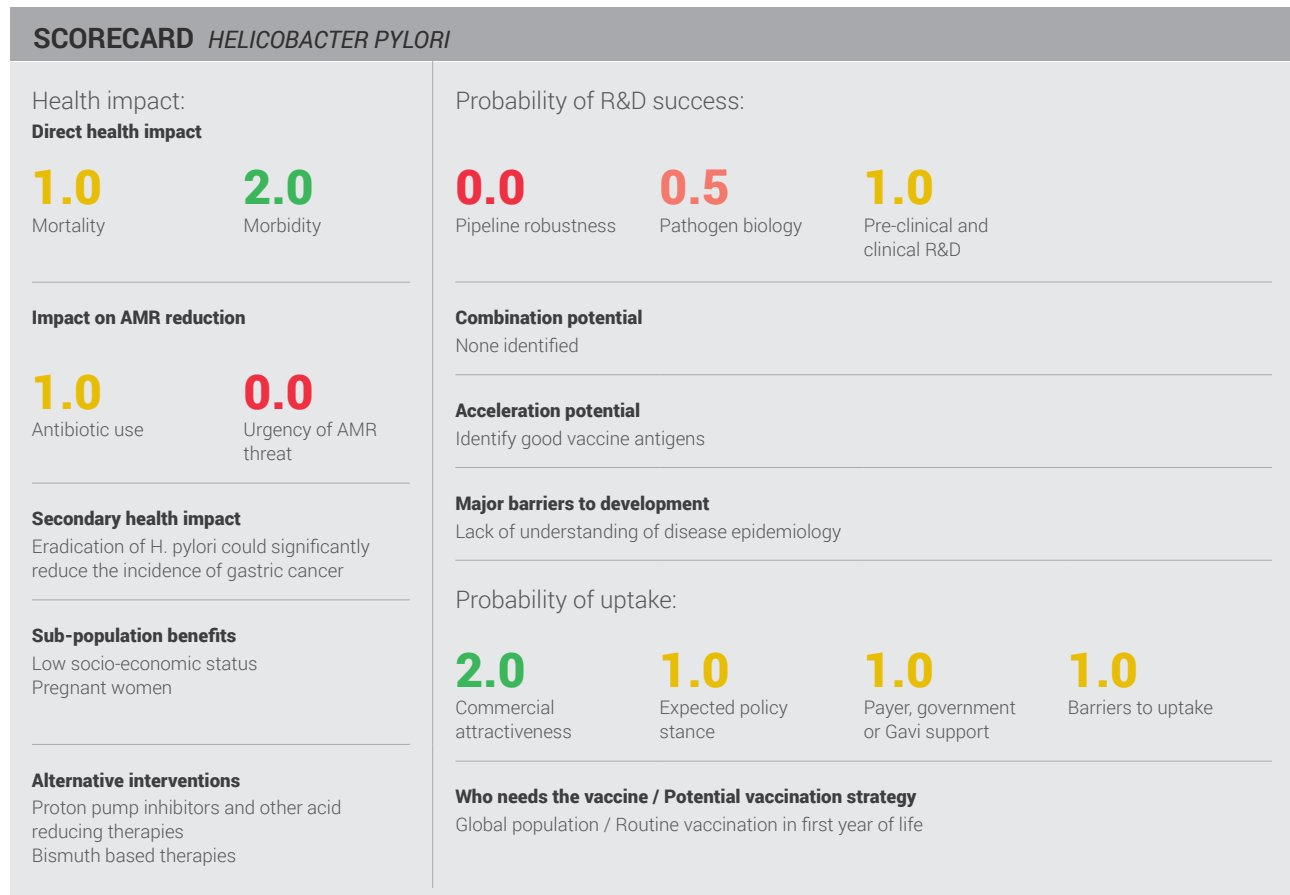 SCORECARD HELICOBACTER PYLORI
Health impact:
Direct health impact
1.0
Mortality
2.0
Morbidity
Impact on AMR reduction
1.0
Antibiotic use
0.0
Urgency of AMR
threat
Secondary health impact
Eradication of H. pylori could significantly
reduce the incidence of gastric cancer
Sub-population benefits
Low socio-economic status
Pregnant women
Alternative interventions
Proton pump inhibitors and other acid
reducing therapies
Bismuth based therapies
Probability of R&D success:
0.0
Pipeline robustness
0.5
Pathogen biology
1.0
Pre-clinical and
clinical R&D
Combination potential
None identified
Acceleration potential
Identify good vaccine antigens
Major barriers to development
Lack of understanding of disease epidemiology
Probability of uptake:
2.0
Commercial
attractiveness
1.0
Expected policy
stance
1.0
Payer, government
or Gavi support
1.0
Barriers to uptake
Who needs the vaccine / Potential vaccination strategy
Global population / Routine vaccination in first year of life